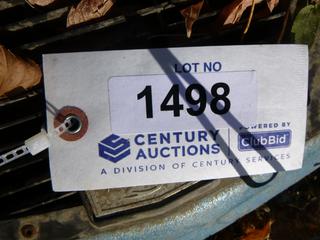 LOT NO
1498
CENTURY AUCTIONS
POWERED BY
ClubBid
A DIVISION OF CENTURY SERVICES